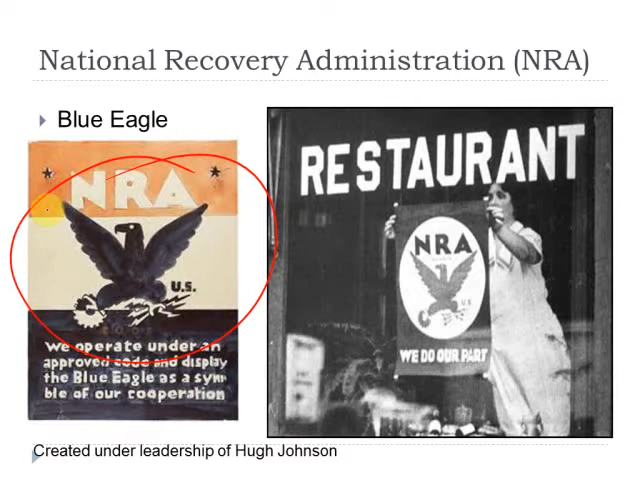 National Recovery Administration (NRA)
Blue Eagle
NRA
U.S.
CODE
we operate under an
approved code and display
the Blue Eagle as a sym
ble of our cooperation
RESTAURANT
NRA
U.S.
WE DO OUR PART
Created under leadership of Hugh Johnson